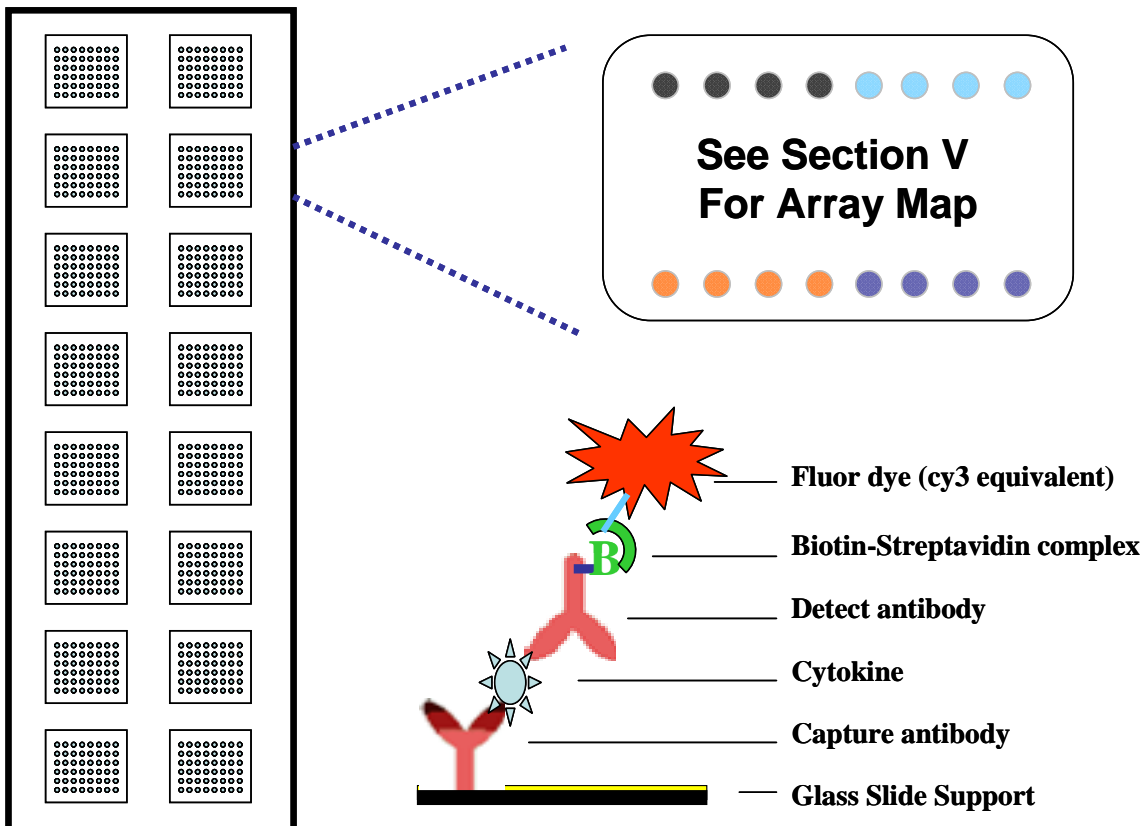 See Section V
For Array Map
Fluor dye (cy3 equivalent)
Biotin-Streptavidin complex
B
Detect antibody
Cytokine
Capture antibody
Glass Slide Support